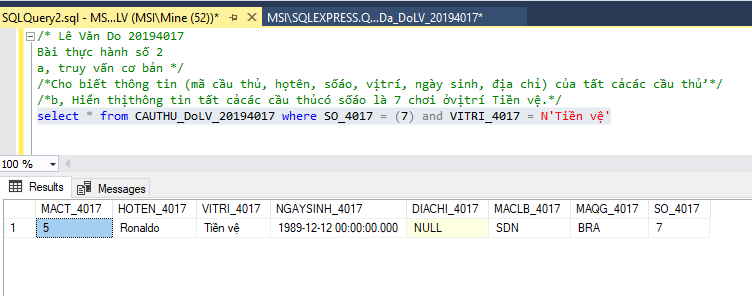 SQLQuery2.sql - MS...LV (MSI\Mine (52))*
MSI\SQLEXPRESS.Q...Da_DoLV_20194017*
/* Lê Văn Do 20194017
Bài thực hành số 2
a, truy vấn cơ bản */
/*Cho biết thông tin (mã cầu thủ, họtên, sốáo, vịtrí, ngày sinh, địa chỉ) của tất cảcác cầu thủ’*/
/*b, Hiển thịthông tin tất cảcác cầu thủcó sốáo là 7 chơi ởvịtrí Tiền vệ.*/
select * from CAUTHU_DoLV_20194017 where SO_4017 = (7) and VITRI_4017 = N'Tiền vệ'
100 %
Results Messages
MACT_4017 HOTEN_4017 VITRI_4017 NGAYSINH_4017 DIACHI_4017 MACLB_4017 MAQG_4017 SO_4017
1 5 Ronaldo Tiền vệ 1989-12-12 00:00:00.000 NULL SDN BRA 7